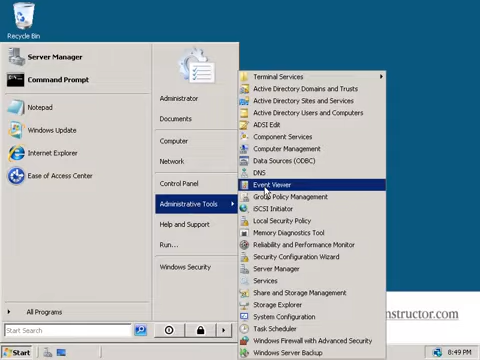 Recycle Bin
Server Manager
Command Prompt
Notepad
Windows Update
Internet Explorer
Ease of Access Center
All Programs
Start Search
Administrator
Documents
Computer
Network
Control Panel
Administrative Tools
Help and Support
Run...
Windows Security
Terminal Services
Active Directory Domains and Trusts
Active Directory Sites and Services
Active Directory Users and Computers
ADSI Edit
Component Services
Computer Management
Data Sources (ODBC)
DNS
Event Viewer
Group Policy Management
iSCSI Initiator
Local Security Policy
Memory Diagnostics Tool
Reliability and Performance Monitor
Security Configuration Wizard
Server Manager
Services
Share and Storage Management
Storage Explorer
System Configuration
Task Scheduler
Windows Firewall with Advanced Security
Windows Server Backup
nstructor.com
Start
8:49 PM